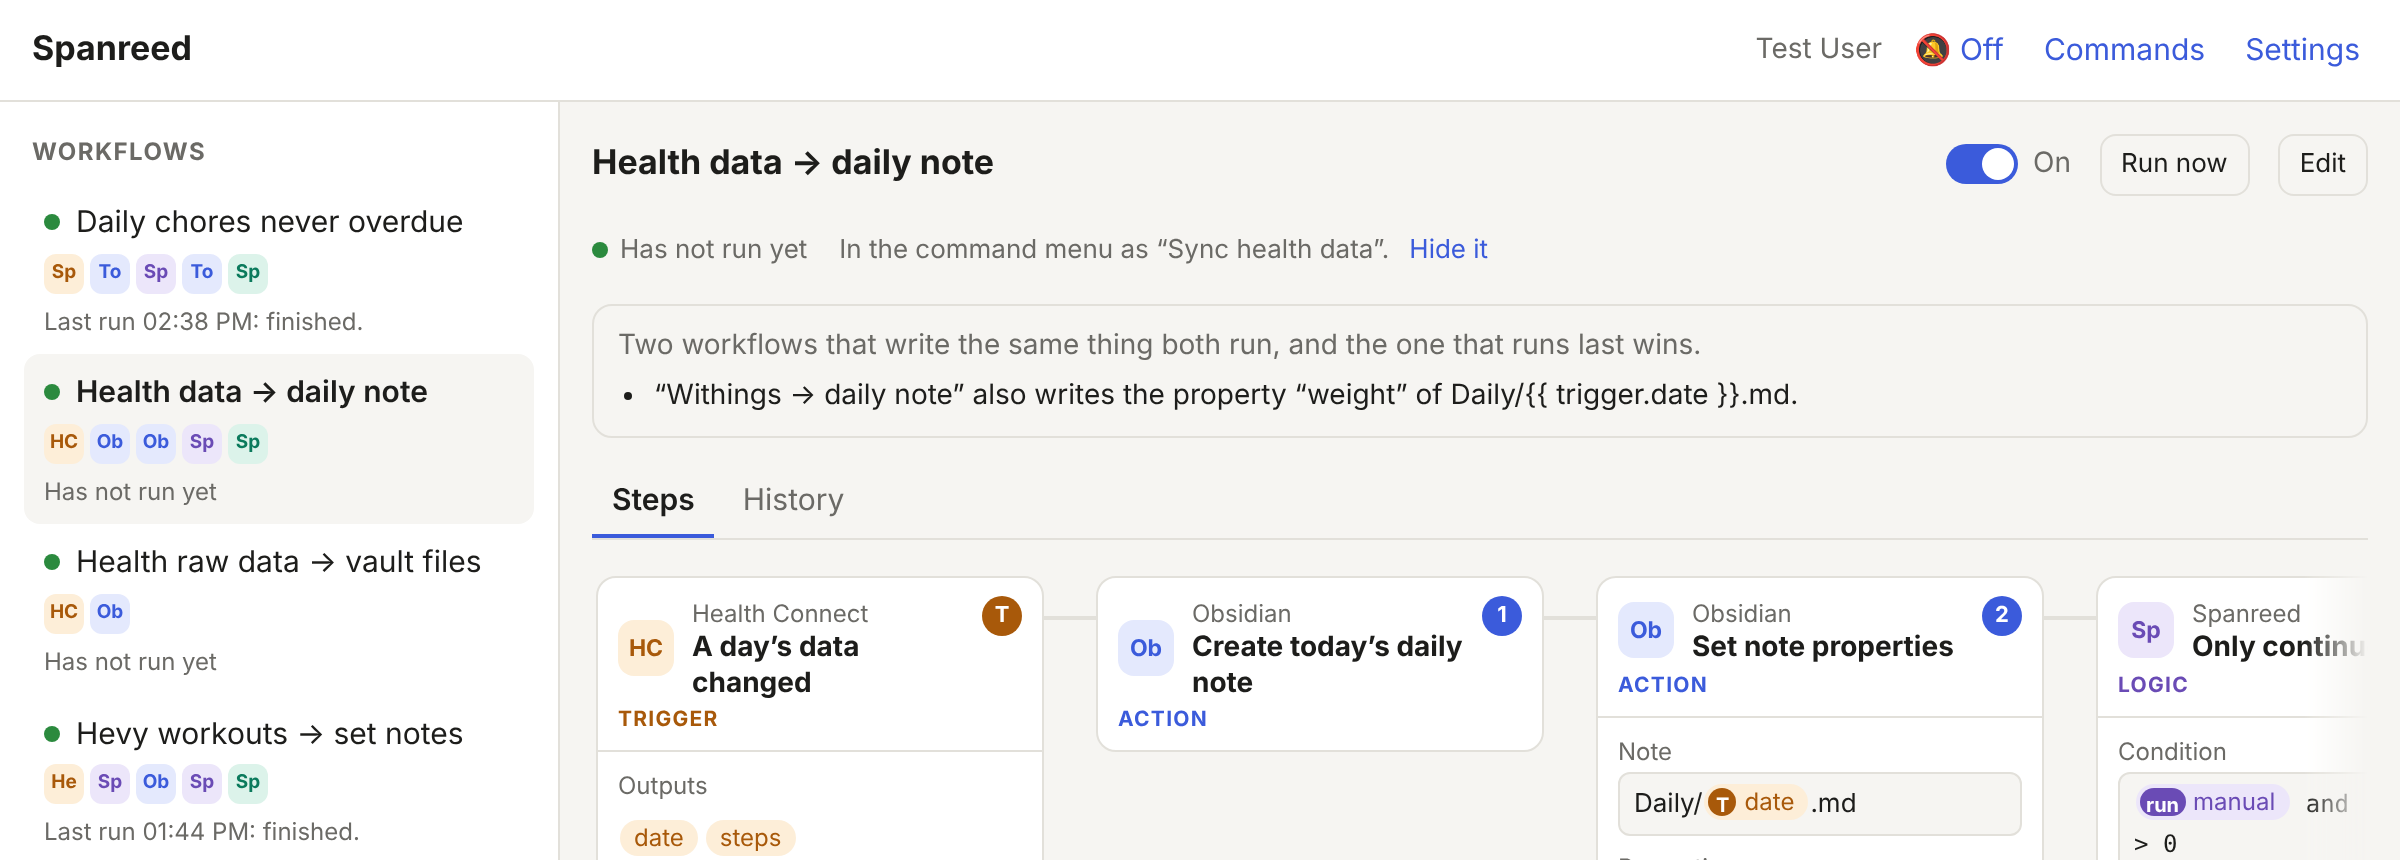 Spanreed
Test User Off Commands Settings
WORKFLOWS
Daily chores never overdue
Sp To Sp To Sp
Last run 02:38 PM: finished.
Health data → daily note
HC Ob Ob Sp Sp
Has not run yet
Health raw data → vault files
HC Ob
Has not run yet
Hevy workouts → set notes
He Sp Ob Sp Sp
Last run 01:44 PM: finished.
Health data → daily note
On Run now Edit
Has not run yet In the command menu as “Sync health data”. Hide it
Two workflows that write the same thing both run, and the one that runs last wins.
• “Withings → daily note” also writes the property “weight” of Daily/{{ trigger.date }}.md.
Steps History
HC
Health Connect
A day’s data
changed
T
TRIGGER
Outputs
date steps
Ob
Obsidian
Create today’s daily
note
1
ACTION
Ob
Obsidian
Set note properties
2
ACTION
Note
Daily/ T date .md
Sp
Spanreed
Only continu
LOGIC
Condition
run manual and
> 0